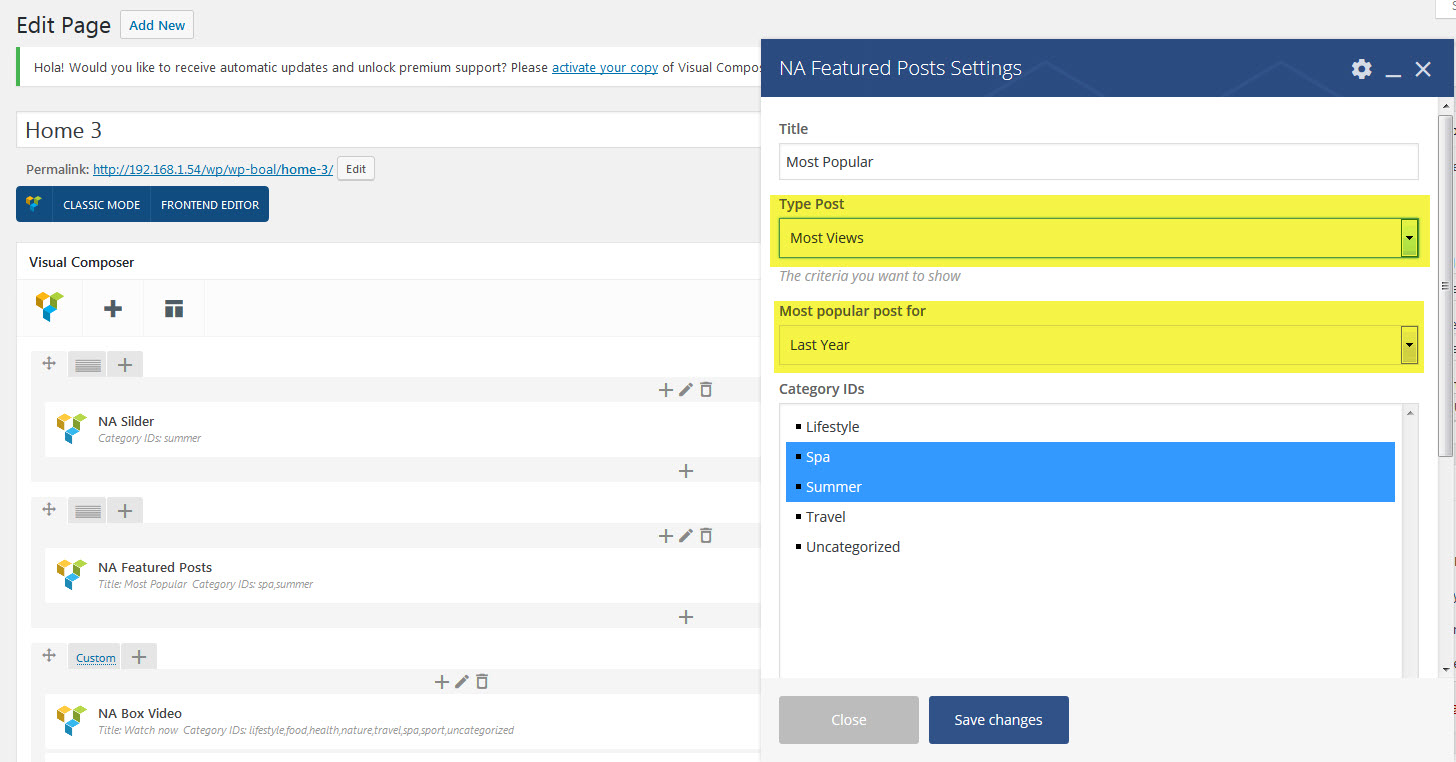 Edit Page Add New
Hola! Would you like to receive automatic updates and unlock premium support? Please activate your copy of Visual
Home 3
Permalink: http://192.168.1.54/wp/wp-boal/home-3/ Edit
CLASSIC MODE FRONTEND EDITOR
Visual Composer
NA Silder
Category IDs: summer
NA Featured Posts
Title: Most Popular Category IDs: spa,summer
Custom
NA Box Video
Title: Watch now Category IDs: lifestyle,food,health,nature,travel,spa,sport,uncategorized
NA Featured Posts Settings
Title
Most Popular
Type Post
Most Views
The criteria you want to show
Most popular post for
Last Year
Category IDs
Lifestyle
Spa
Summer
Travel
Uncategorized
Close Save changes